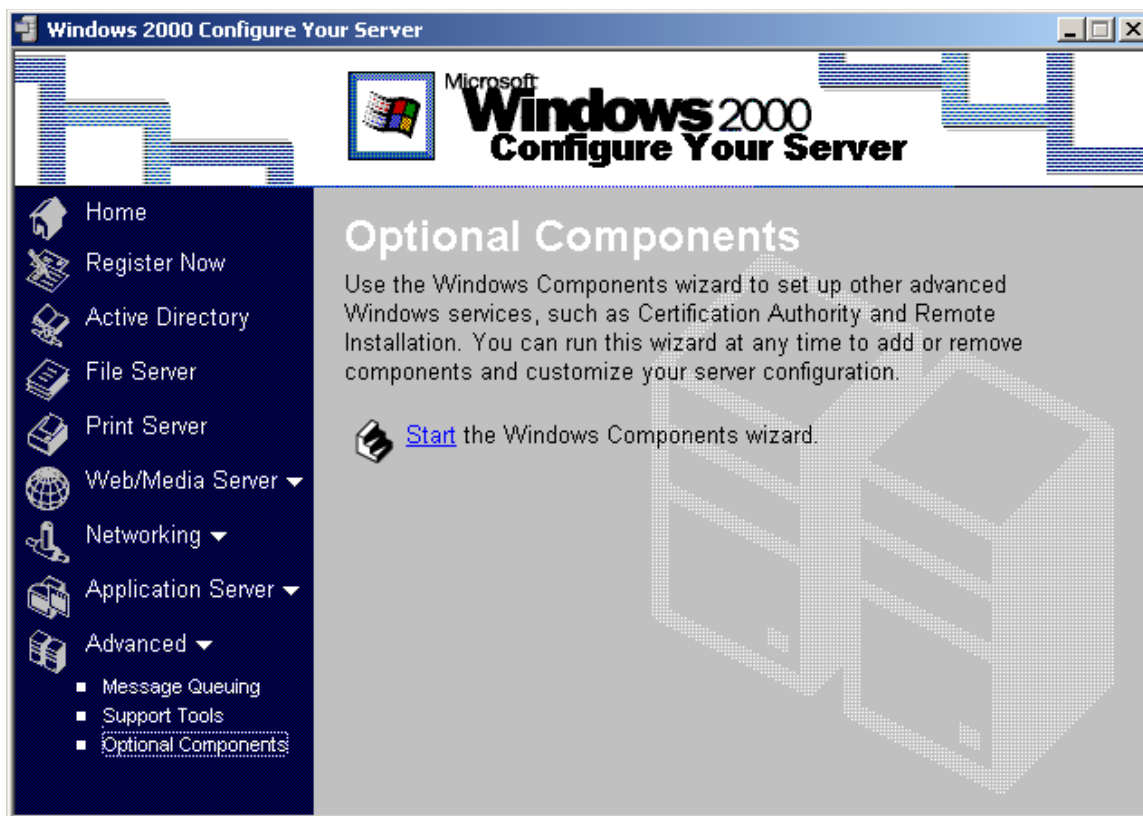 Windows 2000 Configure Your Server
Microsoft
Windows 2000
Configure Your Server
Home
Register Now
Active Directory
File Server
Print Server
Web/Media Server
Networking
Application Server
Advanced
Message Queuing
Support Tools
Optional Components
Optional Components
Use the Windows Components wizard to set up other advanced
Windows services, such as Certification Authority and Remote
Installation. You can run this wizard at any time to add or remove
components and customize your server configuration.
Start the Windows Components wizard.